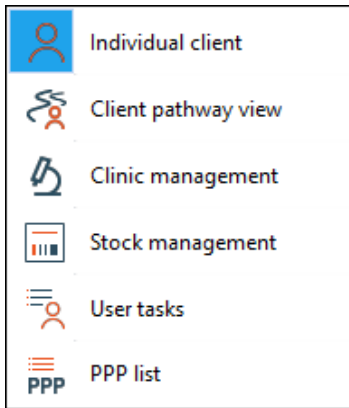 Individual client
Client pathway view
Clinic management
Stock management
User tasks
PPP PPP list